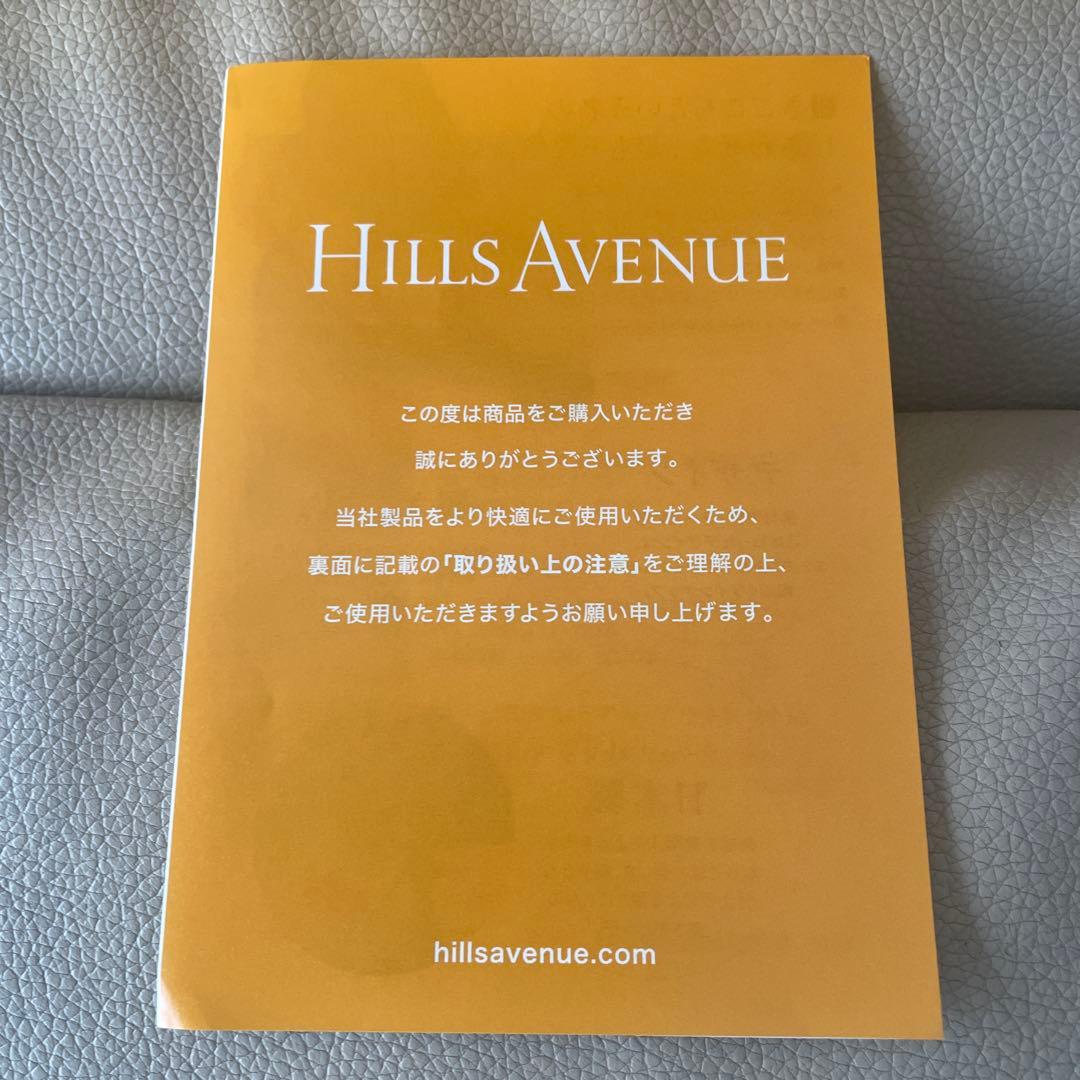 HILLS AVENUE
この度は商品をご購入いただき
誠にありがとうございます。
当社製品をより快適にご使用いただくため、
裏面に記載の「取り扱い上の注意」をご理解の上、
ご使用いただきますようお願い申し上げます。
hillsavenue.com